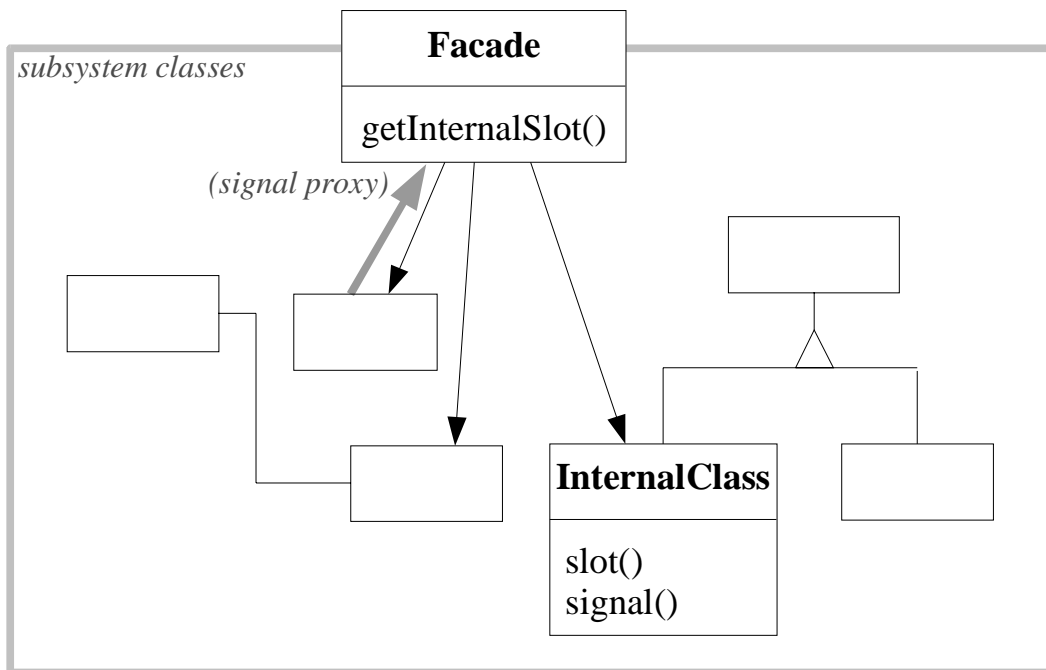 Facade
subsystem classes
getInternalSlot()
(signal proxy)
InternalClass
slot()
signal()